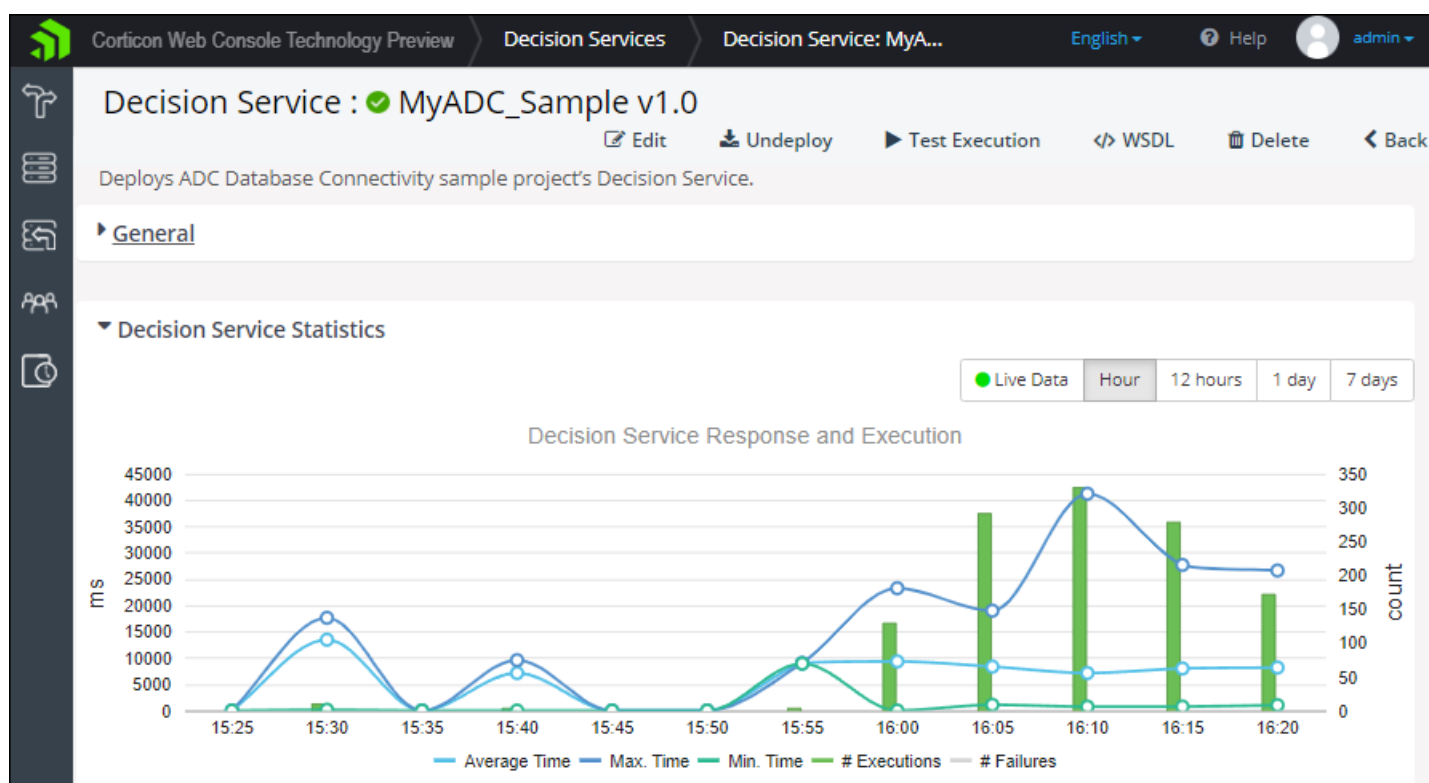 Corticon Web Console Technology Preview Decision Services Decision Service: MyA... English Help admin
Decision Service : MyADC_Sample v1.0
Edit Undeploy Test Execution </> WSDL Delete Back
Deploys ADC Database Connectivity sample project's Decision Service.
General
Decision Service Statistics
Live Data Hour 12 hours 1 day 7 days
Decision Service Response and Execution
45000 350
40000 300
35000
30000 250
25000 200
20000
15000 150
10000 100
5000 50
0 0
ms
count
15:25 15:30 15:35 15:40 15:45 15:50 15:55 16:00 16:05 16:10 16:15 16:20
Average Time Max. Time Min. Time # Executions # Failures